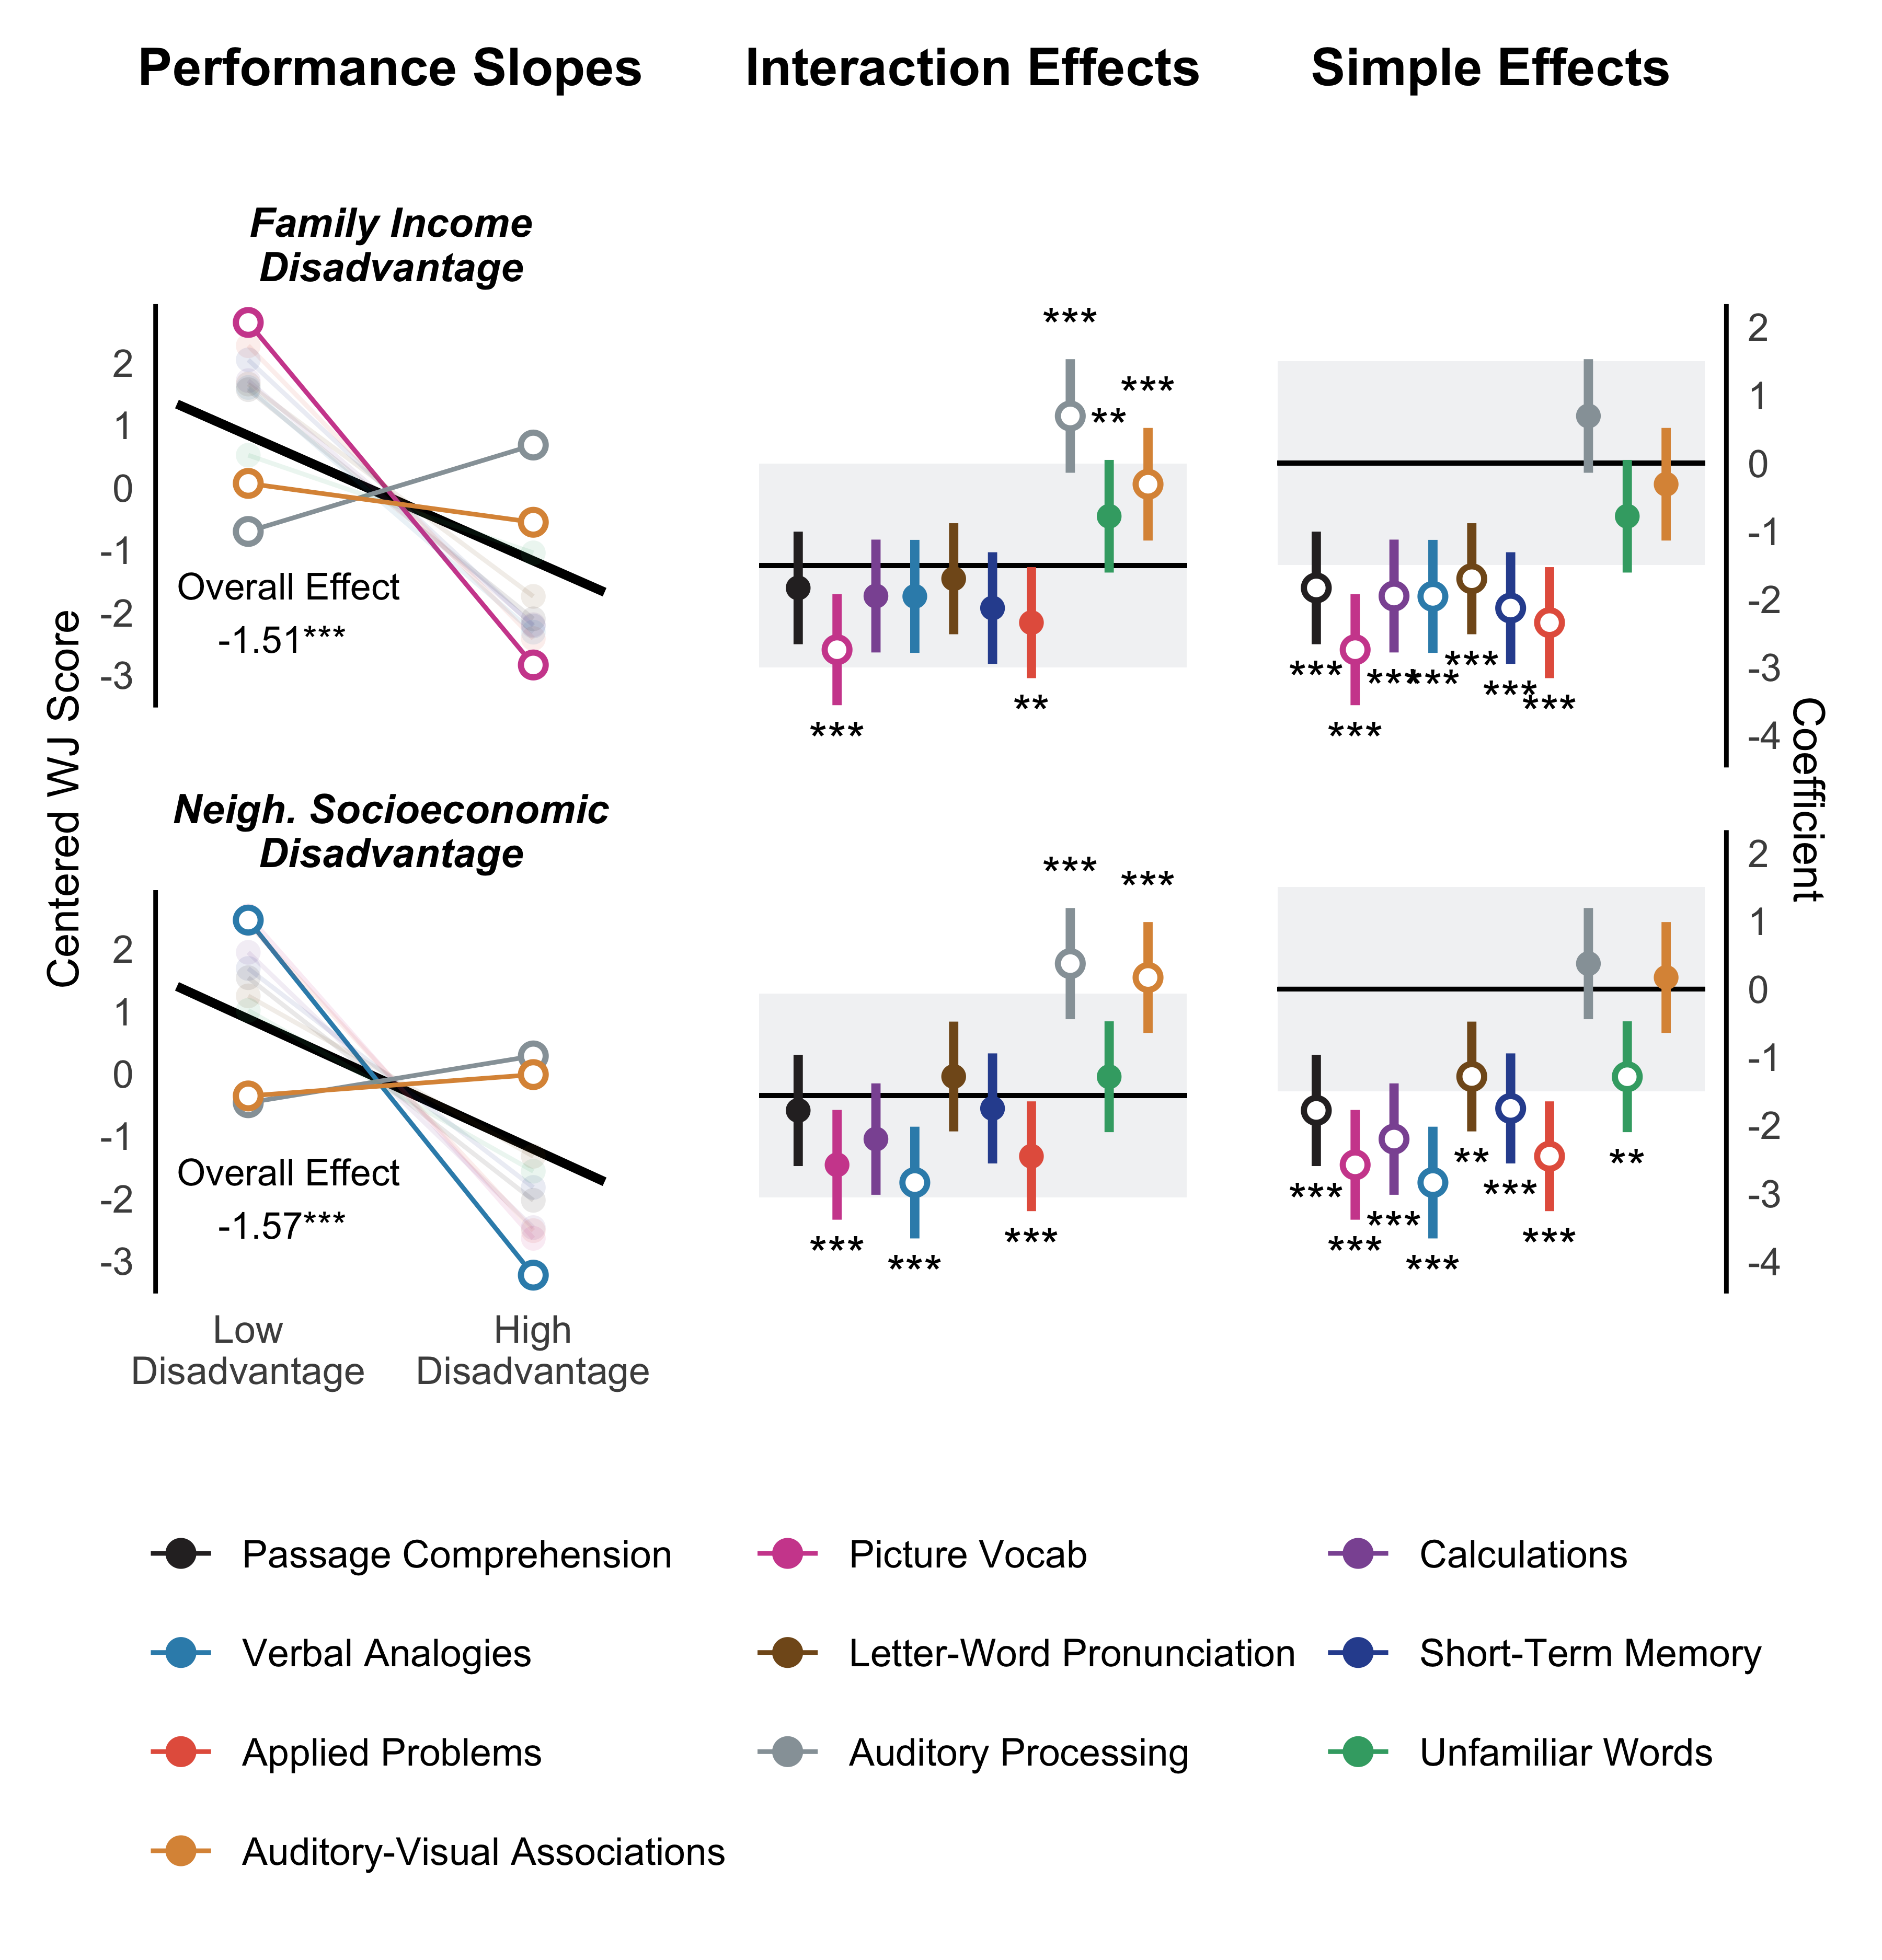 Performance Slopes
Interaction Effects
Simple Effects
Family Income
Disadvantage
Centered WJ Score
2
1
0
-1
-2
-3
Overall Effect
-1.51***
***
**
***
***
**
***
***
***
***
***
***
***
2
1
0
-1
-2
-3
-4
Coefficient
Neigh. Socioeconomic
Disadvantage
2
1
0
-1
-2
-3
Overall Effect
-1.57***
Low
Disadvantage
High
Disadvantage
***
***
***
***
***
***
***
***
***
**
***
***
**
2
1
0
-1
-2
-3
-4
Passage Comprehension
Picture Vocab
Calculations
Verbal Analogies
Letter-Word Pronunciation
Short-Term Memory
Applied Problems
Auditory Processing
Unfamiliar Words
Auditory-Visual Associations